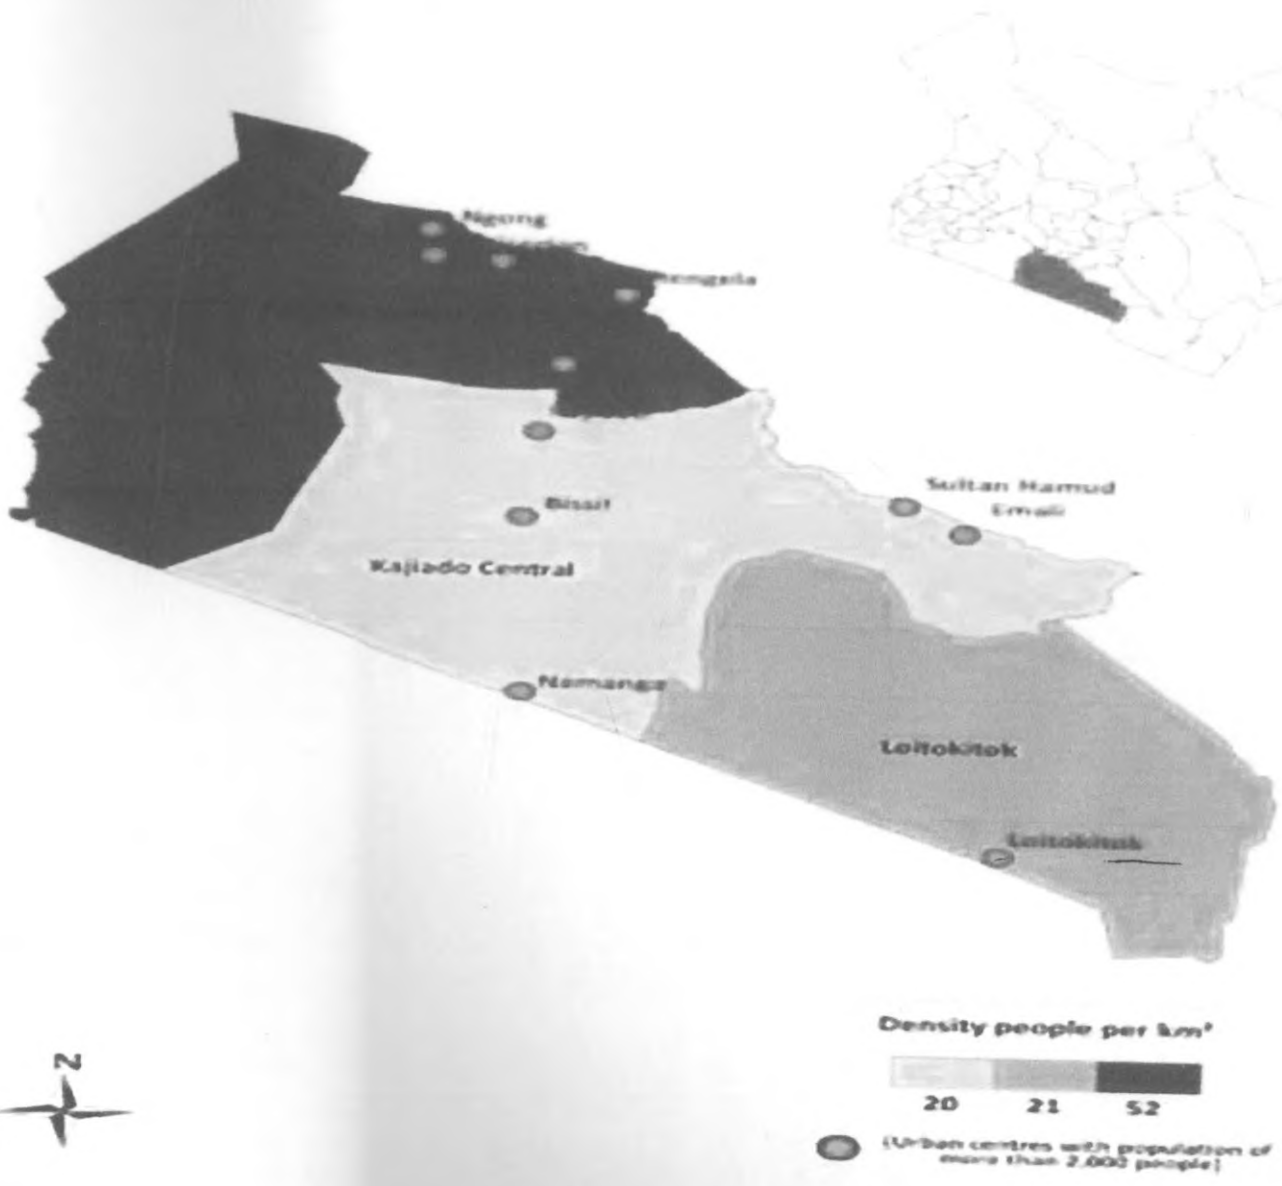 Ngong
Sultan Hamud
Emali
Bissil
Kajiado Central
Namanga
Loitokitok
Loitokitok
Density people per km²
20 21 52
(Urban centres with population of
more than 2,000 people)
N